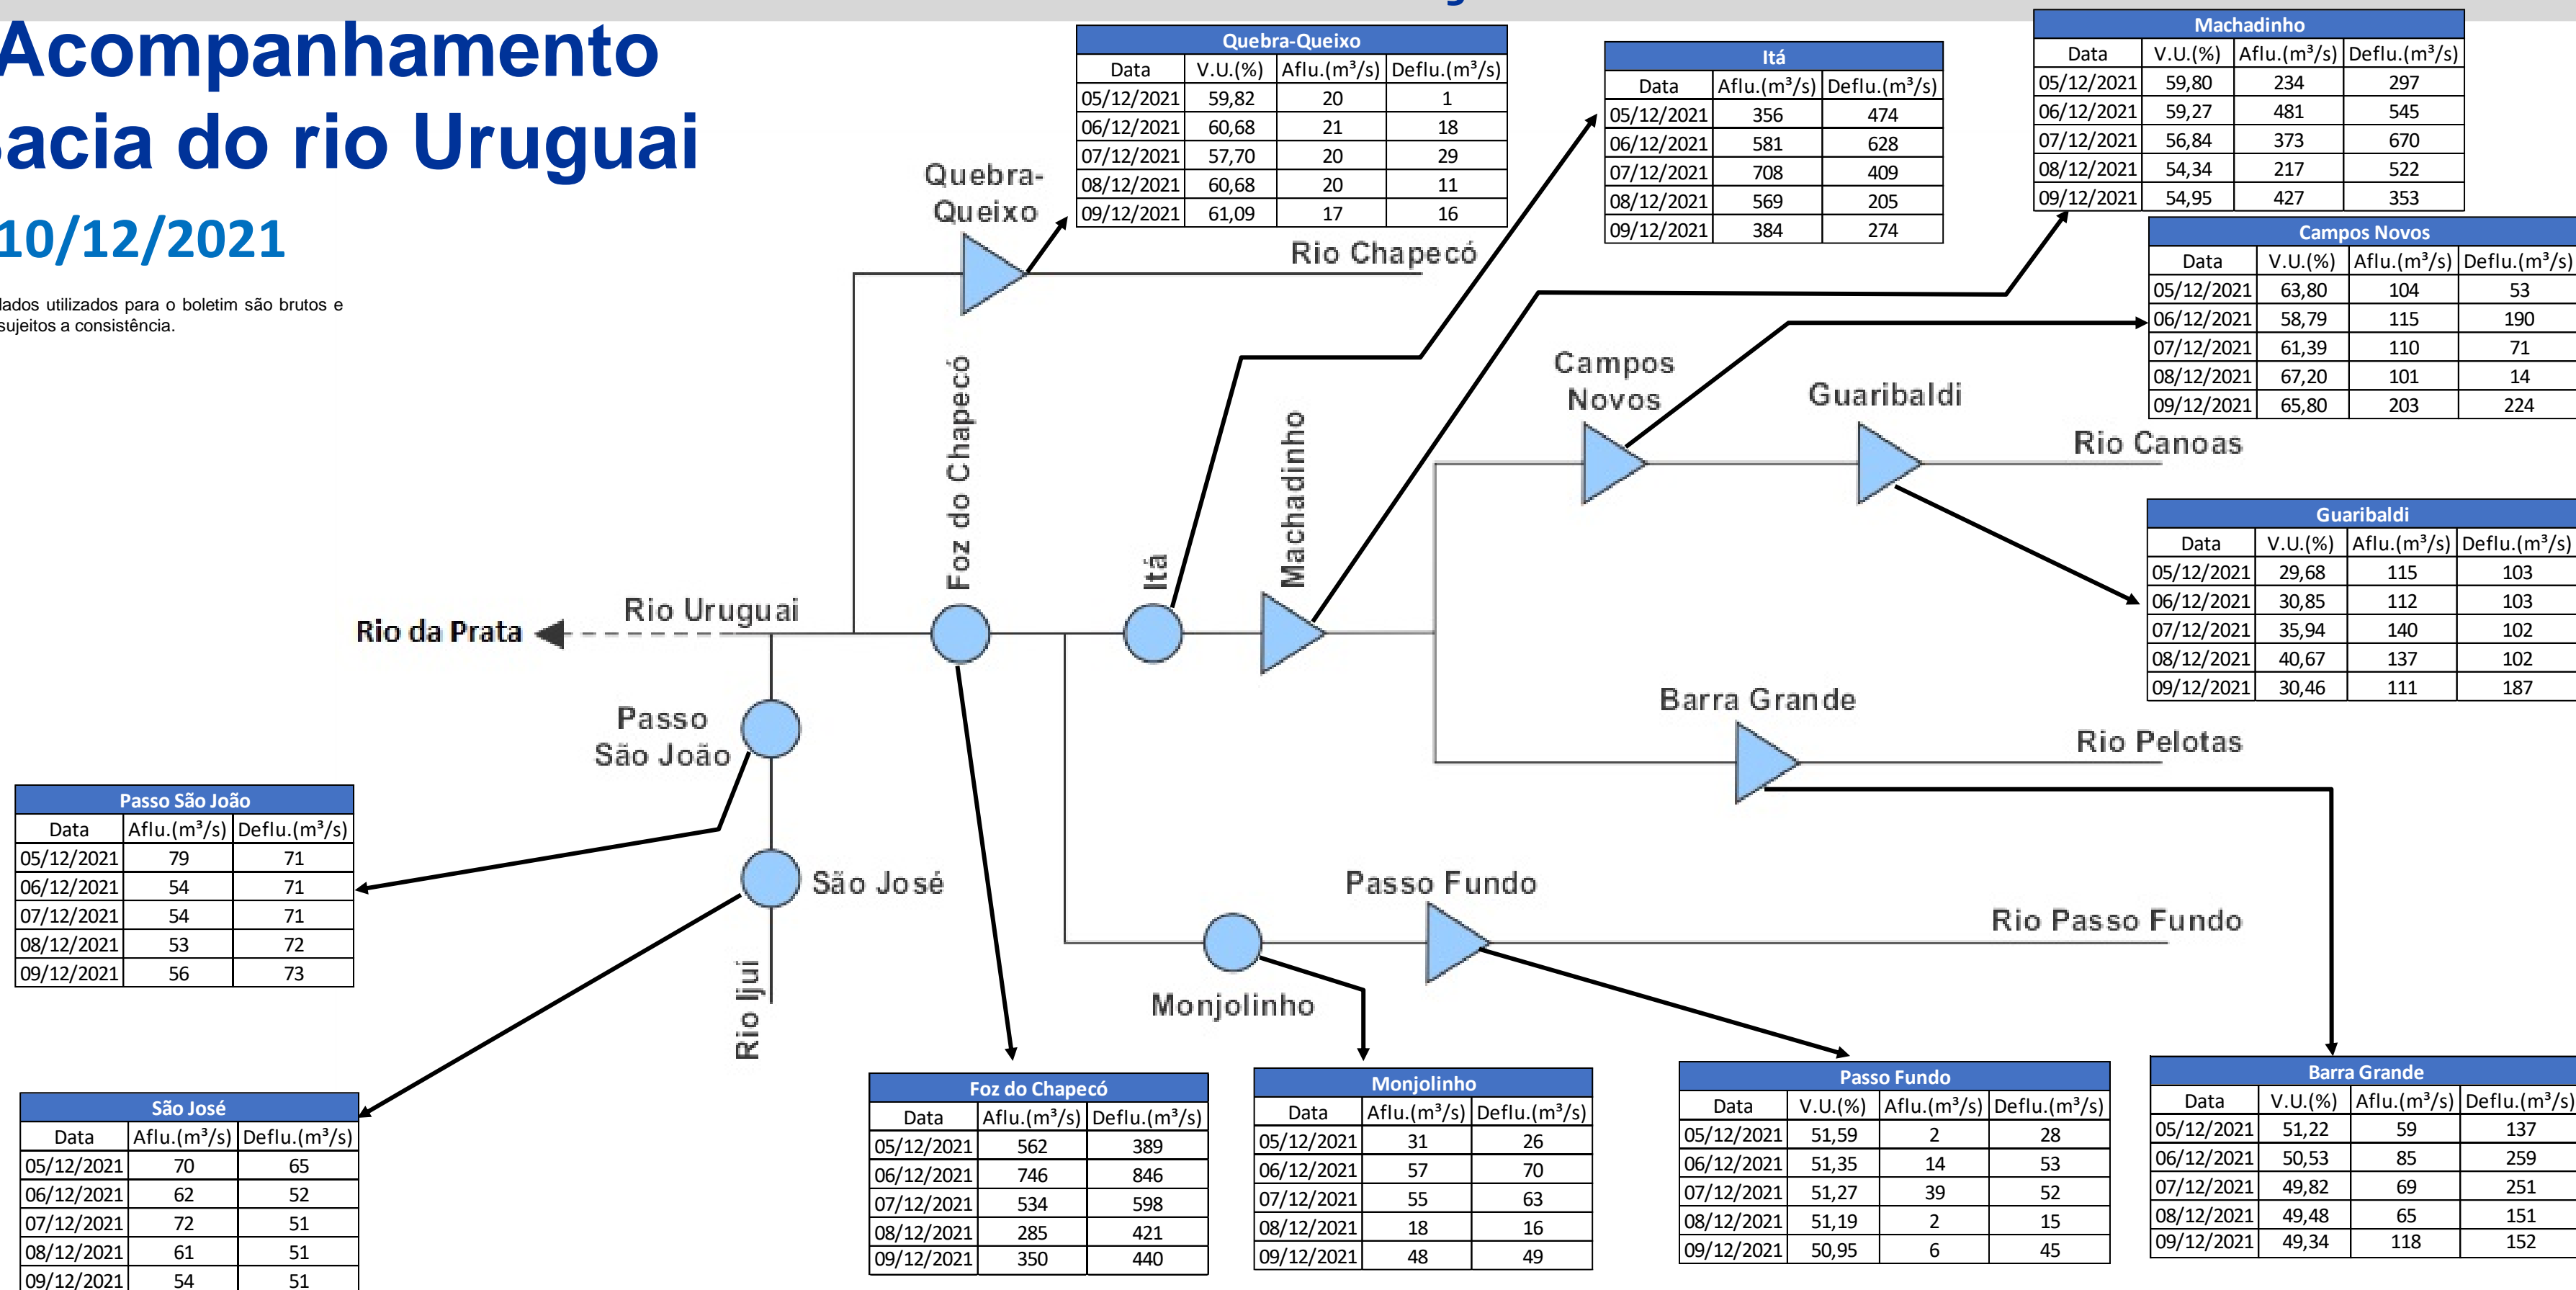 Acompanhamento
acia do rio Uruguai
10/12/2021
dados utilizados para o boletim são brutos e
sujeitos a consistência.
Quebra-Queixo
Data V.U.(%) Aflu.(m³/s) Deflu.(m³/s)
05/12/2021 59,82 20 1
06/12/2021 60,68 21 18
07/12/2021 57,70 20 29
08/12/2021 60,68 20 11
09/12/2021 61,09 17 16
Itá
Data Aflu.(m³/s) Deflu.(m³/s)
05/12/2021 356 474
06/12/2021 581 628
07/12/2021 708 409
08/12/2021 569 205
09/12/2021 384 274
Machadinho
Data V.U.(%) Aflu.(m³/s) Deflu.(m³/s)
05/12/2021 59,80 234 297
06/12/2021 59,27 481 545
07/12/2021 56,84 373 670
08/12/2021 54,34 217 522
09/12/2021 54,95 427 353
Campos Novos
Data V.U.(%) Aflu.(m³/s) Deflu.(m³/s)
05/12/2021 63,80 104 53
06/12/2021 58,79 115 190
07/12/2021 61,39 110 71
08/12/2021 67,20 101 14
09/12/2021 65,80 203 224
Quebra-
Queixo
Rio Chapecó
Foz do Chapecó
Itá
Machadinho
Campos
Novos
Guaribaldi
Rio Canoas
Guaribaldi
Data V.U.(%) Aflu.(m³/s) Deflu.(m³/s)
05/12/2021 29,68 115 103
06/12/2021 30,85 112 103
07/12/2021 35,94 140 102
08/12/2021 40,67 137 102
09/12/2021 30,46 111 187
Rio da Prata
Rio Uruguai
Passo
São João
São José
Rio Ijuí
Barra Grande
Rio Pelotas
Passo Fundo
Rio Passo Fundo
Monjolinho
Passo São João
Data Aflu.(m³/s) Deflu.(m³/s)
05/12/2021 79 71
06/12/2021 54 71
07/12/2021 54 71
08/12/2021 53 72
09/12/2021 56 73
São José
Data Aflu.(m³/s) Deflu.(m³/s)
05/12/2021 70 65
06/12/2021 62 52
07/12/2021 72 51
08/12/2021 61 51
09/12/2021 54 51
Foz do Chapecó
Data Aflu.(m³/s) Deflu.(m³/s)
05/12/2021 562 389
06/12/2021 746 846
07/12/2021 534 598
08/12/2021 285 421
09/12/2021 350 440
Monjolinho
Data Aflu.(m³/s) Deflu.(m³/s)
05/12/2021 31 26
06/12/2021 57 70
07/12/2021 55 63
08/12/2021 18 16
09/12/2021 48 49
Passo Fundo
Data V.U.(%) Aflu.(m³/s) Deflu.(m³/s)
05/12/2021 51,59 2 28
06/12/2021 51,35 14 53
07/12/2021 51,27 39 52
08/12/2021 51,19 2 15
09/12/2021 50,95 6 45
Barra Grande
Data V.U.(%) Aflu.(m³/s) Deflu.(m³/s)
05/12/2021 51,22 59 137
06/12/2021 50,53 85 259
07/12/2021 49,82 69 251
08/12/2021 49,48 65 151
09/12/2021 49,34 118 152